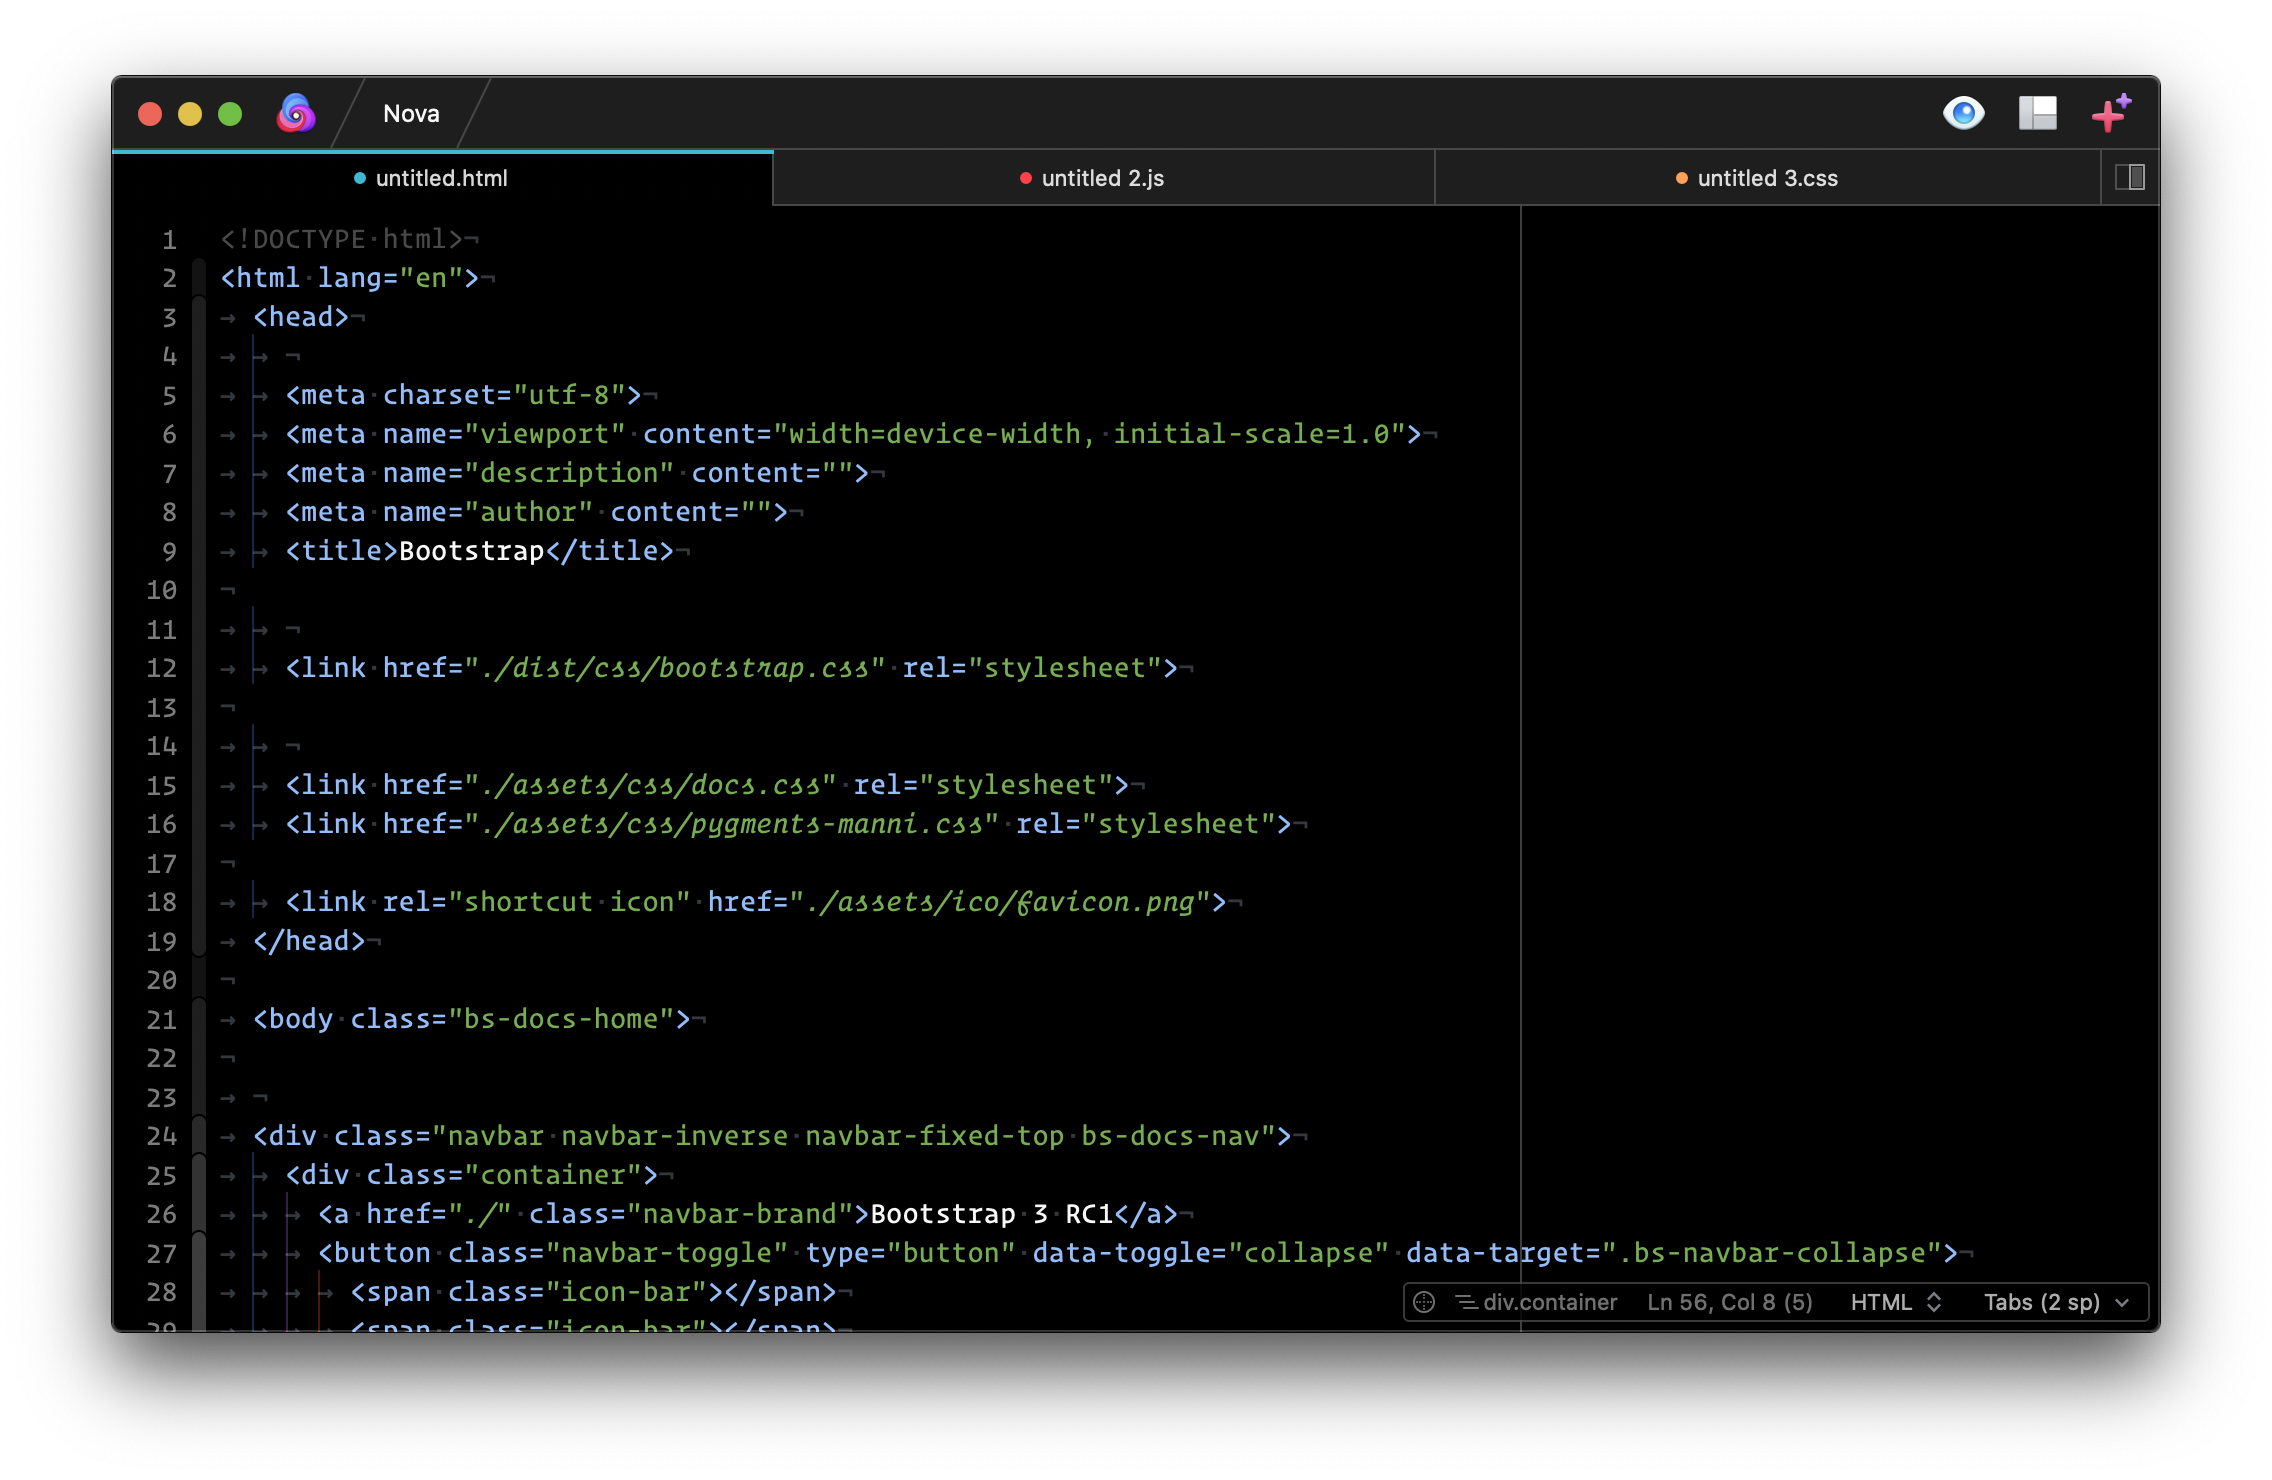 Nova
untitled.html
untitled 2.js
untitled 3.css
1 <!DOCTYPE html>
2 <html lang="en">
3 <head>
4
5 <meta charset="utf-8">
6 <meta name="viewport" content="width=device-width, initial-scale=1.0">
7 <meta name="description" content="">
8 <meta name="author" content="">
9 <title>Bootstrap</title>
10
11
12 <link href="./dist/css/bootstrap.css" rel="stylesheet">
13
14
15 <link href="./assets/css/docs.css" rel="stylesheet">
16 <link href="./assets/css/pygments-manni.css" rel="stylesheet">
17
18 <link rel="shortcut icon" href="./assets/ico/favicon.png">
19 </head>
20
21 <body class="bs-docs-home">
22
23
24 <div class="navbar navbar-inverse navbar-fixed-top bs-docs-nav">
25 <div class="container">
26 <a href="./" class="navbar-brand">Bootstrap 3 RC1</a>
27 <button class="navbar-toggle" type="button" data-toggle="collapse" data-target=".bs-navbar-collapse">
28 <span class="icon-bar"></span>
29 <span class="icon-bar"></span>
div.container Ln 56, Col 8 (5) HTML Tabs (2 sp)